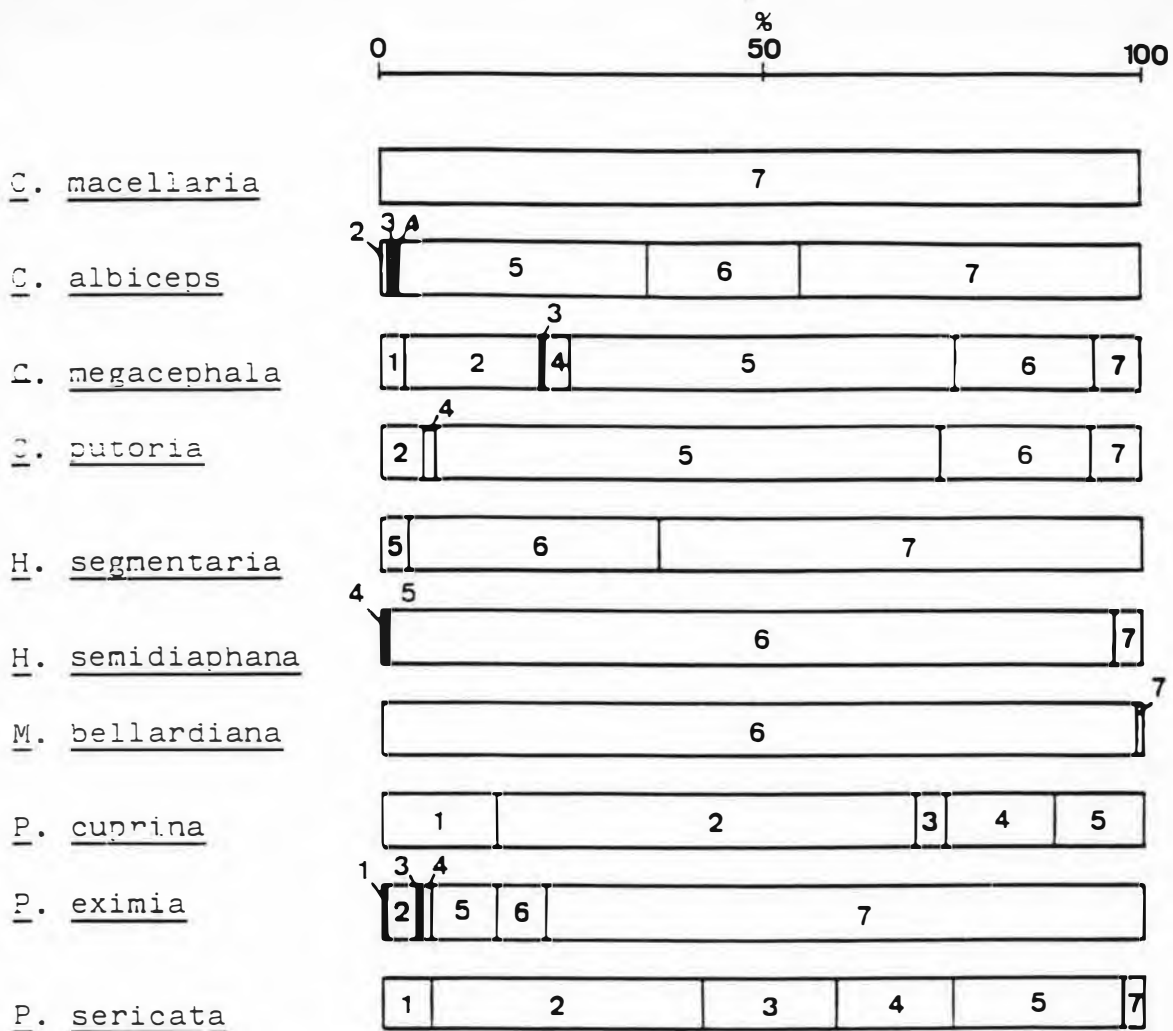 %
0 50 100
C. macellaria 7
2 3 4
C. albiceps 5 6 7
3
C. megacephala 1 2 4 5 6 7
4
C. putoria 2 5 6 7
H. segmentaria 5 6 7
4 5
H. semidiaphana 6 7
7
M. bellardiana 6
P. cuprina 1 2 3 4 5
1 3 4
P. eximia 2 5 6 7
P. sericata 1 2 3 4 5 7